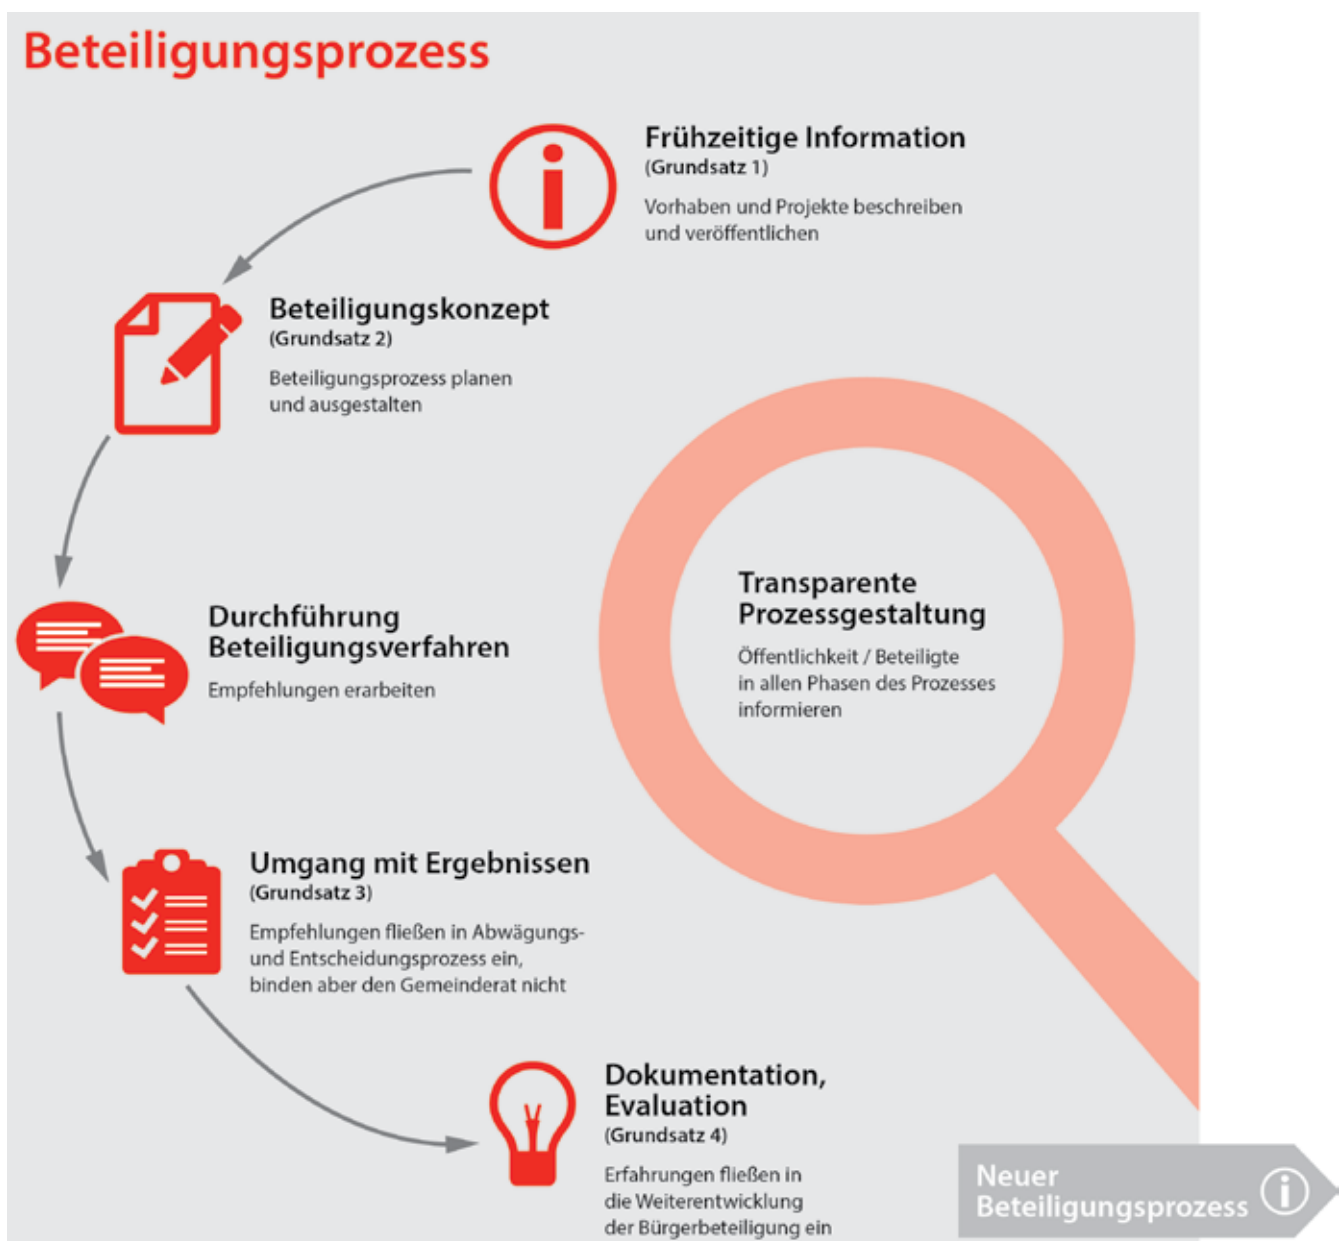 Beteiligungsprozess
Frühzeitige Information
(Grundsatz 1)
Vorhaben und Projekte beschreiben
und veröffentlichen
Beteiligungskonzept
(Grundsatz 2)
Beteiligungsprozess planen
und ausgestalten
Durchführung
Beteiligungsverfahren
Empfehlungen erarbeiten
Transparente
Prozessgestaltung
Öffentlichkeit / Beteiligte
in allen Phasen des Prozesses
informieren
Umgang mit Ergebnissen
(Grundsatz 3)
Empfehlungen fließen in Abwägungs-
und Entscheidungsprozess ein,
binden aber den Gemeinderat nicht
Dokumentation,
Evaluation
(Grundsatz 4)
Erfahrungen fließen in
die Weiterentwicklung
der Bürgerbeteiligung ein
Neuer
Beteiligungsprozess